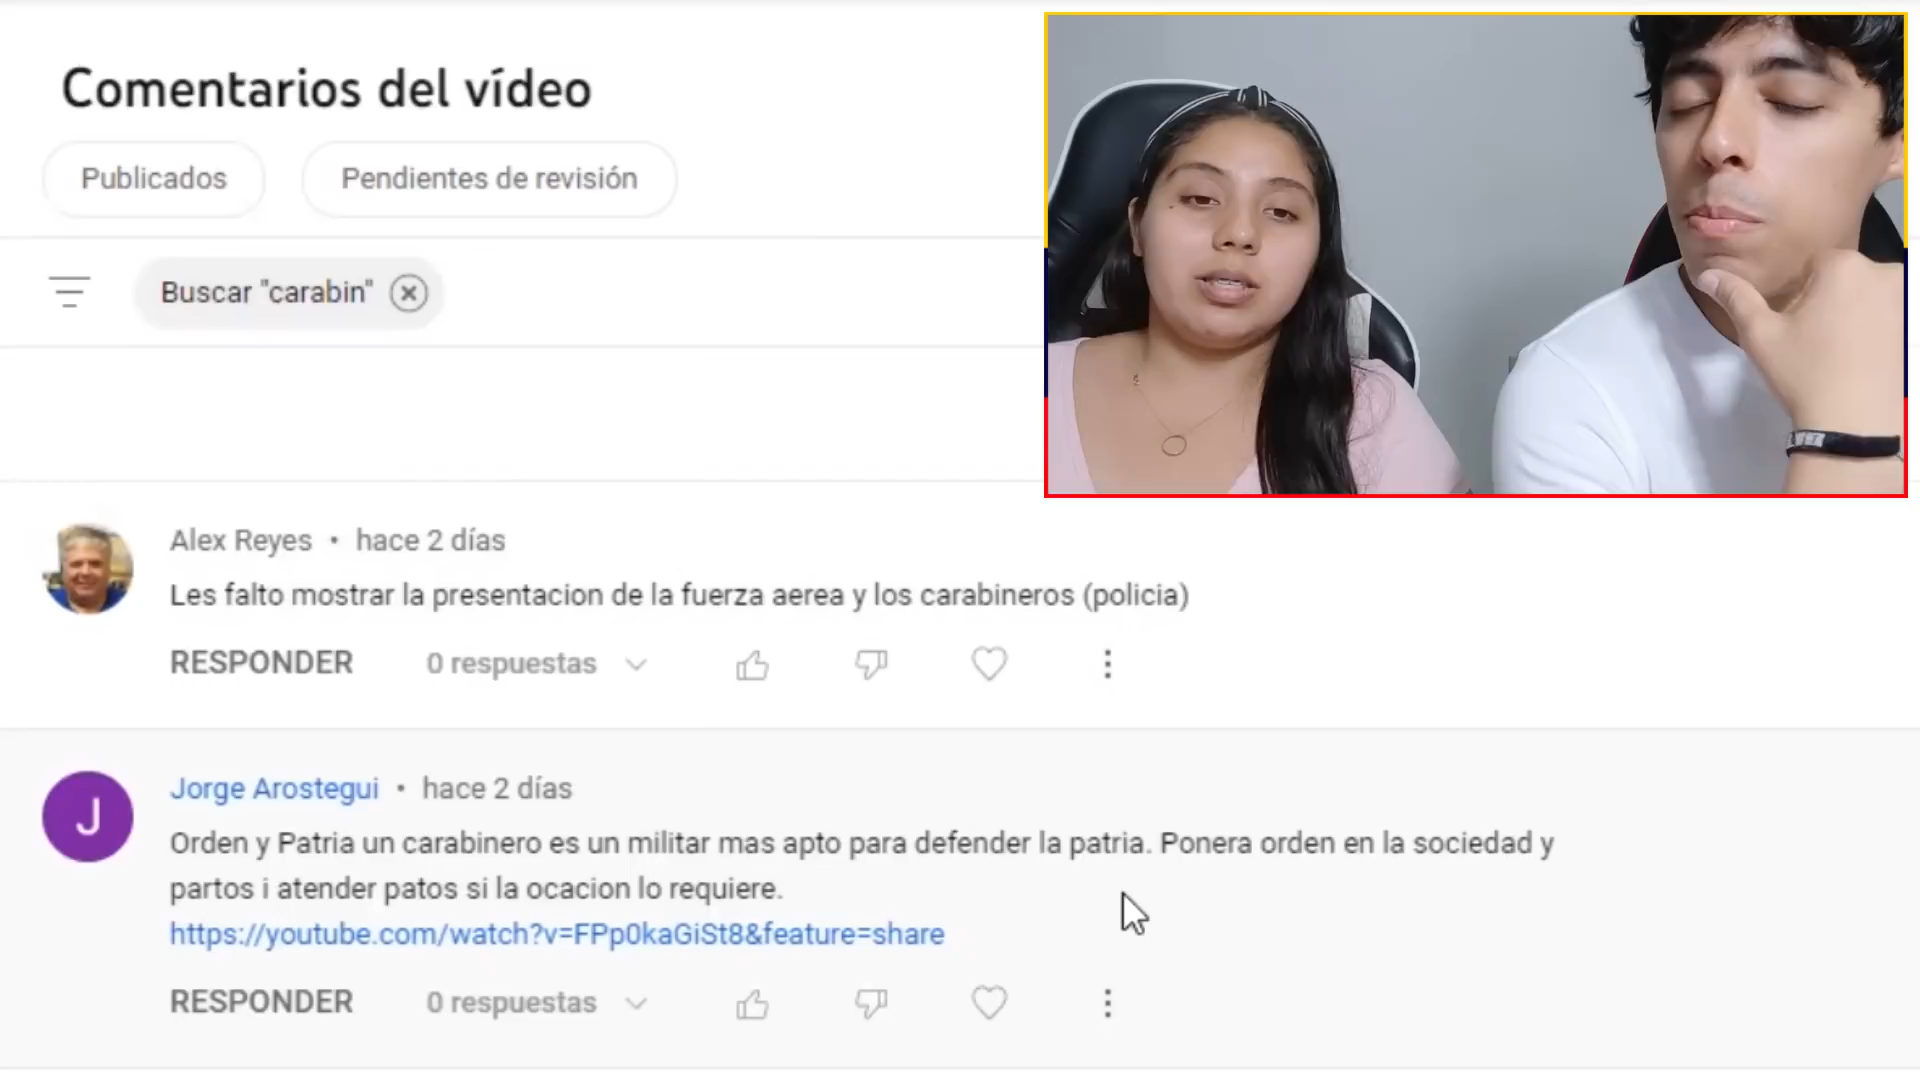 Comentarios del vídeo
Publicados
Pendientes de revisión
Buscar "carabin"
Alex Reyes • hace 2 días
Les falto mostrar la presentacion de la fuerza aerea y los carabineros (policia)
RESPONDER 0 respuestas
J
Jorge Arostegui • hace 2 días
Orden y Patria un carabinero es un militar mas apto para defender la patria. Ponera orden en la sociedad y
partos i atender patos si la ocacion lo requiere.
https://youtube.com/watch?v=FPp0kaGiSt8&feature=share
RESPONDER 0 respuestas